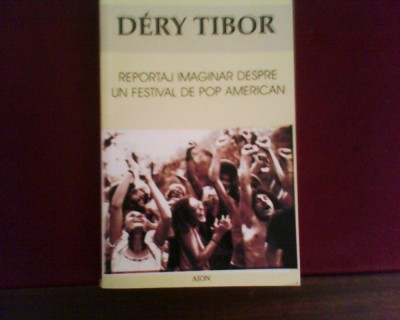 DÉRY TIBOR
REPORTAJ IMAGINAR DESPRE
UN FESTIVAL DE POP AMERICAN
AION